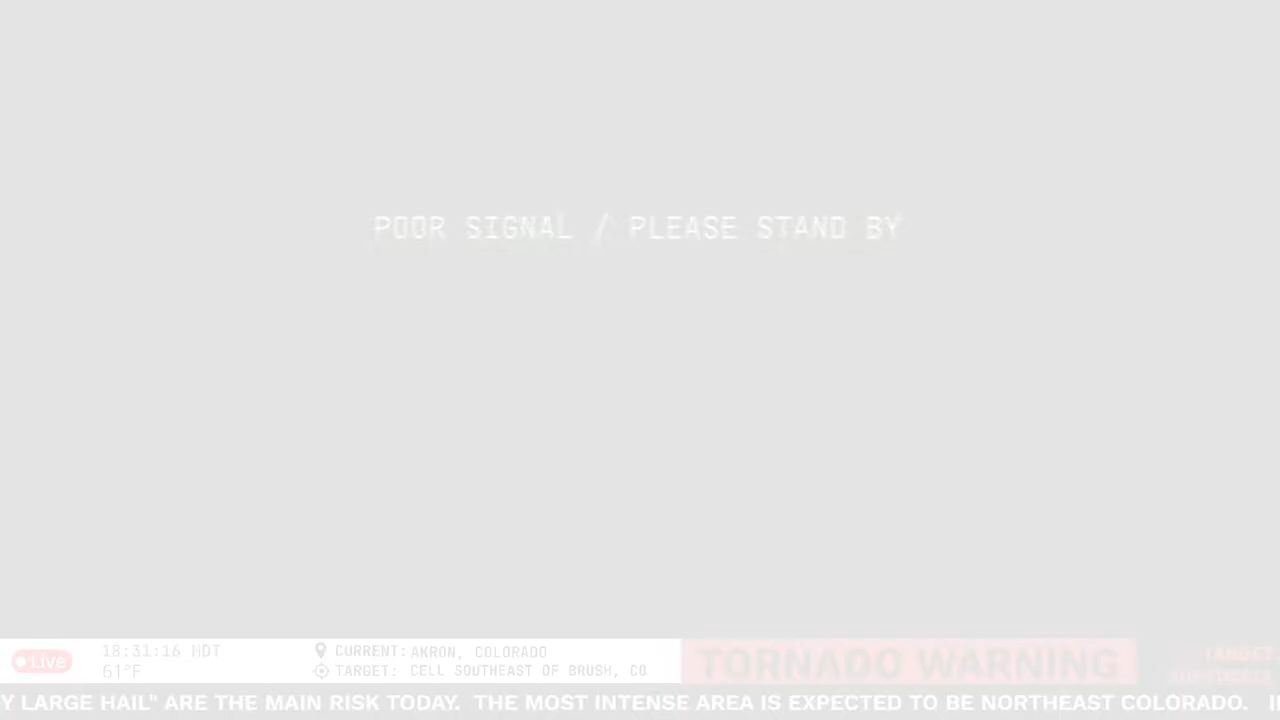 POOR SIGNAL / PLEASE STAND BY
Live
18:31:16 MDT
61°F
CURRENT: AKRON, COLORADO
TARGET: CELL SOUTHEAST OF BRUSH, CO
TORNADO WARNING
TARGET
Y LARGE HAIL" ARE THE MAIN RISK TODAY. THE MOST INTENSE AREA IS EXPECTED TO BE NORTHEAST COLORADO.